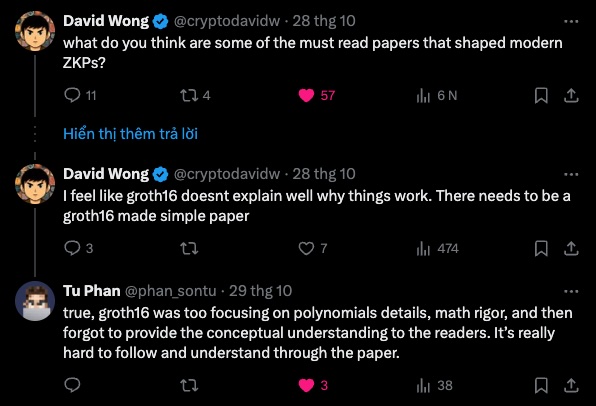 David Wong @cryptodavidw · 28 thg 10
what do you think are some of the must read papers that shaped modern
ZKPs?
11 4 57 6 N
Hiển thị thêm trả lời
David Wong @cryptodavidw · 28 thg 10
I feel like groth16 doesnt explain well why things work. There needs to be a
groth16 made simple paper
3 7 474
Tu Phan @phan_sontu · 29 thg 10
true, groth16 was too focusing on polynomials details, math rigor, and then
forgot to provide the conceptual understanding to the readers. It’s really
hard to follow and understand through the paper.
3 38